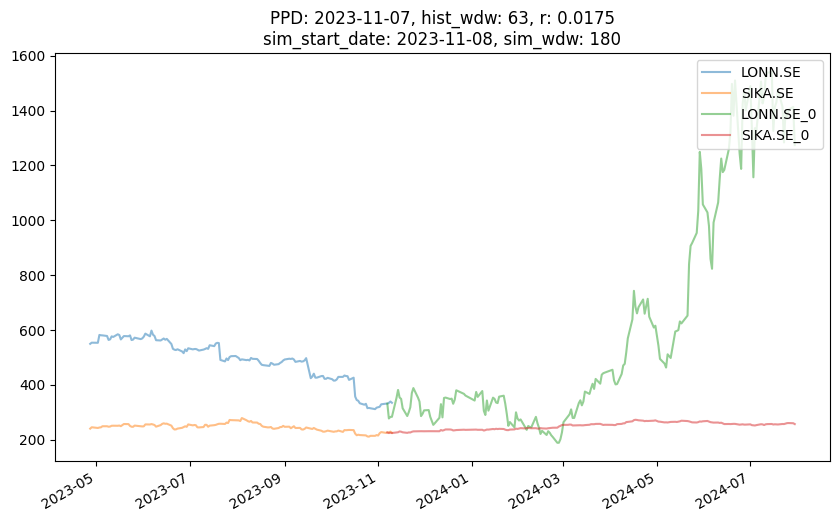 PPD: 2023-11-07, hist_wdw: 63, r: 0.0175
sim_start_date: 2023-11-08, sim_wdw: 180
1600
1400
1200
1000
800
600
400
200
LONN.SE
SIKA.SE
LONN.SE_0
SIKA.SE_0
2023-05
2023-07
2023-09
2023-11
2024-01
2024-03
2024-05
2024-07